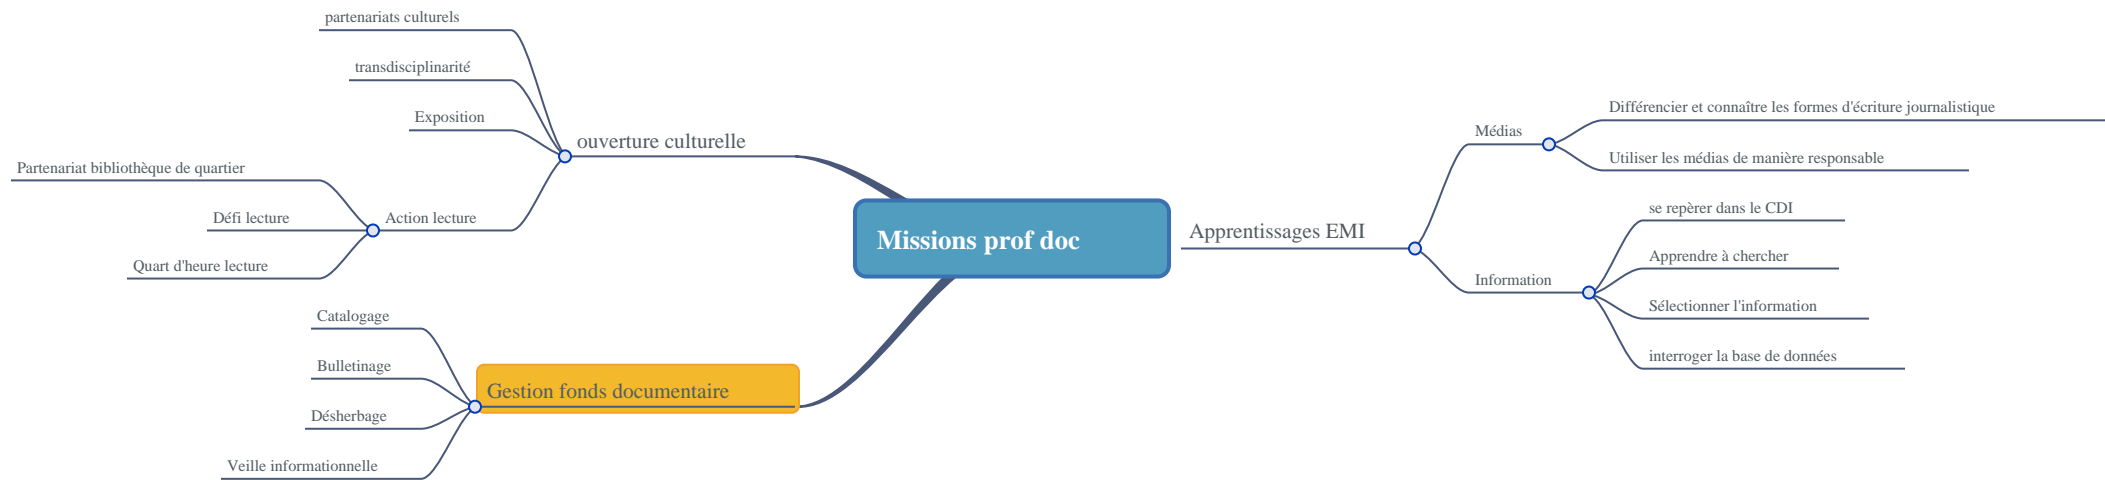 Missions prof doc
ouverture culturelle
partenariats culturels
transdisciplinarité
Exposition
Action lecture
Partenariat bibliothèque de quartier
Défi lecture
Quart d'heure lecture
Gestion fonds documentaire
Catalogage
Bulletinage
Désherbage
Veille informationnelle
Apprentissages EMI
Médias
Différencier et connaître les formes d'écriture journalistique
Utiliser les médias de manière responsable
Information
se repèrer dans le CDI
Apprendre à chercher
Sélectionner l'information
interroger la base de données